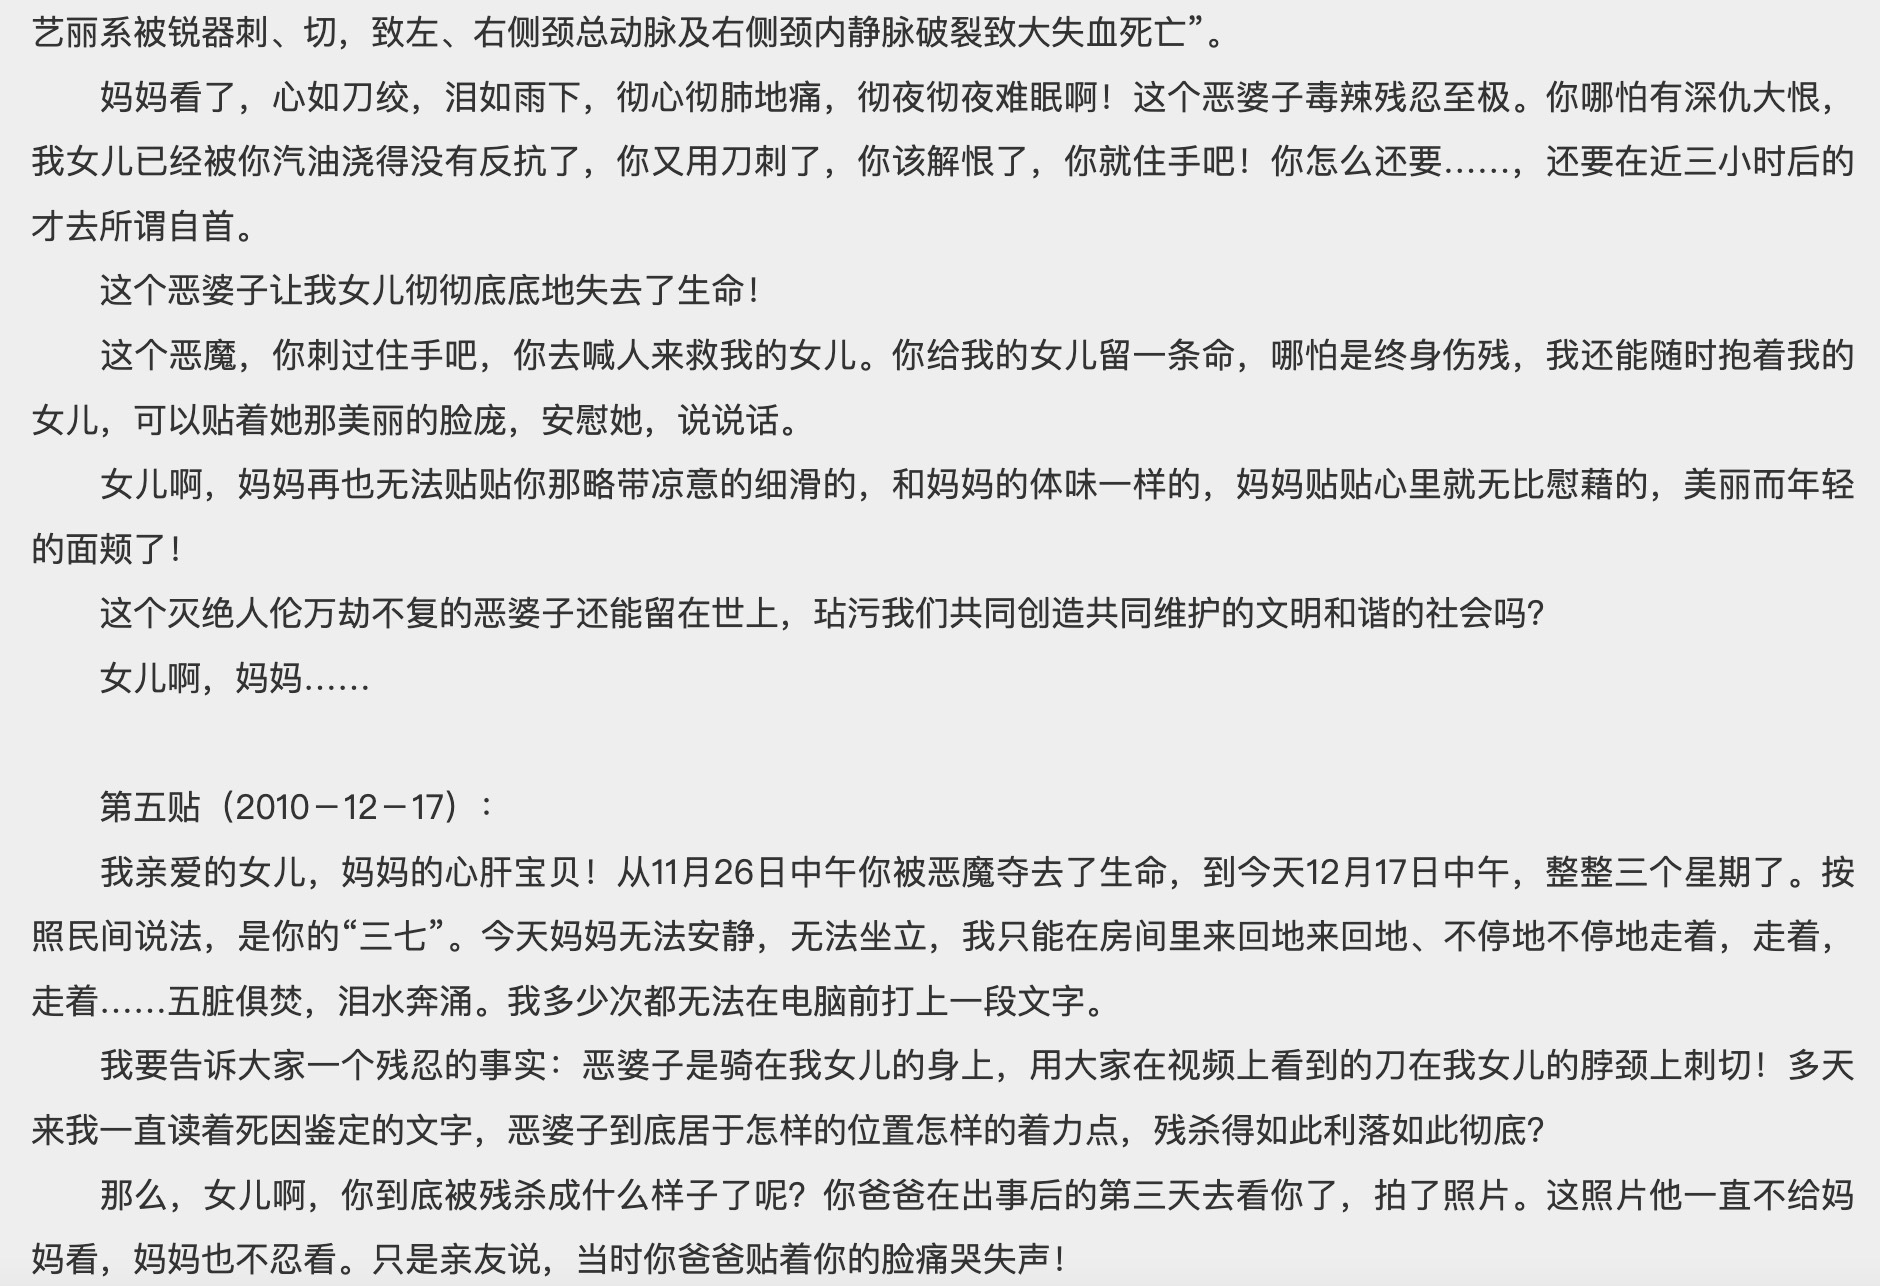 艺丽系被锐器刺、切，致左、右侧颈总动脉及右侧颈内静脉破裂致大失血死亡”。
妈妈看了，心如刀绞，泪如雨下，彻心彻肺地痛，彻夜彻夜难眠啊！这个恶婆子毒辣残忍至极。你哪怕有深仇大恨，
我女儿已经被你汽油浇得没有反抗了，你又用刀刺了，你该解恨了，你就住手吧！你怎么还要……，还要在近三小时后的
才去所谓自首。
这个恶婆子让我女儿彻彻底底地失去了生命！
这个恶魔，你刺过住手吧，你去喊人来救我的女儿。你给我的女儿留一条命，哪怕是终身伤残，我还能随时抱着我的
女儿，可以贴着她那美丽的脸庞，安慰她，说说话。
女儿啊，妈妈再也无法贴贴你那略带凉意的细滑的，和妈妈的体味一样的，妈妈贴贴心里就无比慰藉的，美丽而年轻
的面颊了！
这个灭绝人伦万劫不复的恶婆子还能留在世上，玷污我们共同创造共同维护的文明和谐的社会吗？
女儿啊，妈妈……
第五贴（2010－12－17）：
我亲爱的女儿，妈妈的心肝宝贝！从11月26日中午你被恶魔夺去了生命，到今天12月17日中午，整整三个星期了。按
照民间说法，是你的“三七”。今天妈妈无法安静，无法坐立，我只能在房间里来回地来回地、不停地不停地走着，走着，
走着……五脏俱焚，泪水奔涌。我多少次都无法在电脑前打上一段文字。
我要告诉大家一个残忍的事实：恶婆子是骑在我女儿的身上，用大家在视频上看到的刀在我女儿的脖颈上刺切！多天
来我一直读着死因鉴定的文字，恶婆子到底居于怎样的位置怎样的着力点，残杀得如此利落如此彻底？
那么，女儿啊，你到底被残杀成什么样子了呢？你爸爸在出事后的第三天去看你了，拍了照片。这照片他一直不给妈
妈看，妈妈也不忍看。只是亲友说，当时你爸爸贴着你的脸痛哭失声！